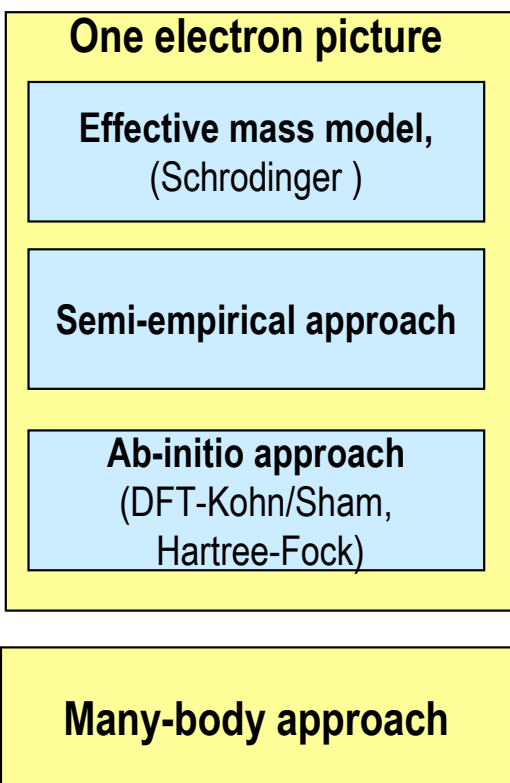 One electron picture
Effective mass model,
(Schrodinger )
Semi-empirical approach
Ab-initio approach
(DFT-Kohn/Sham,
Hartree-Fock)
Many-body approach